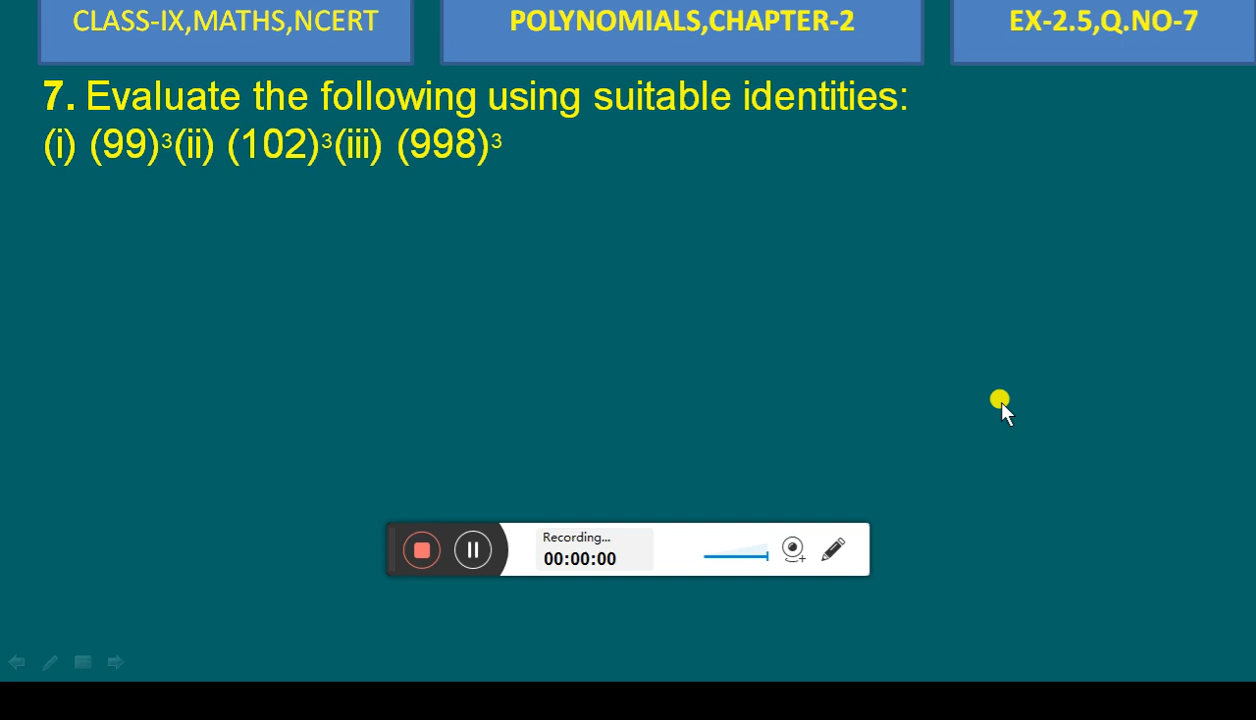 CLASS-IX,MATHS,NCERT
POLYNOMIALS,CHAPTER-2
EX-2.5,Q.NO-7
7. Evaluate the following using suitable identities:
(i) (99)³(ii) (102)³(iii) (998)³
Recording...
00:00:00